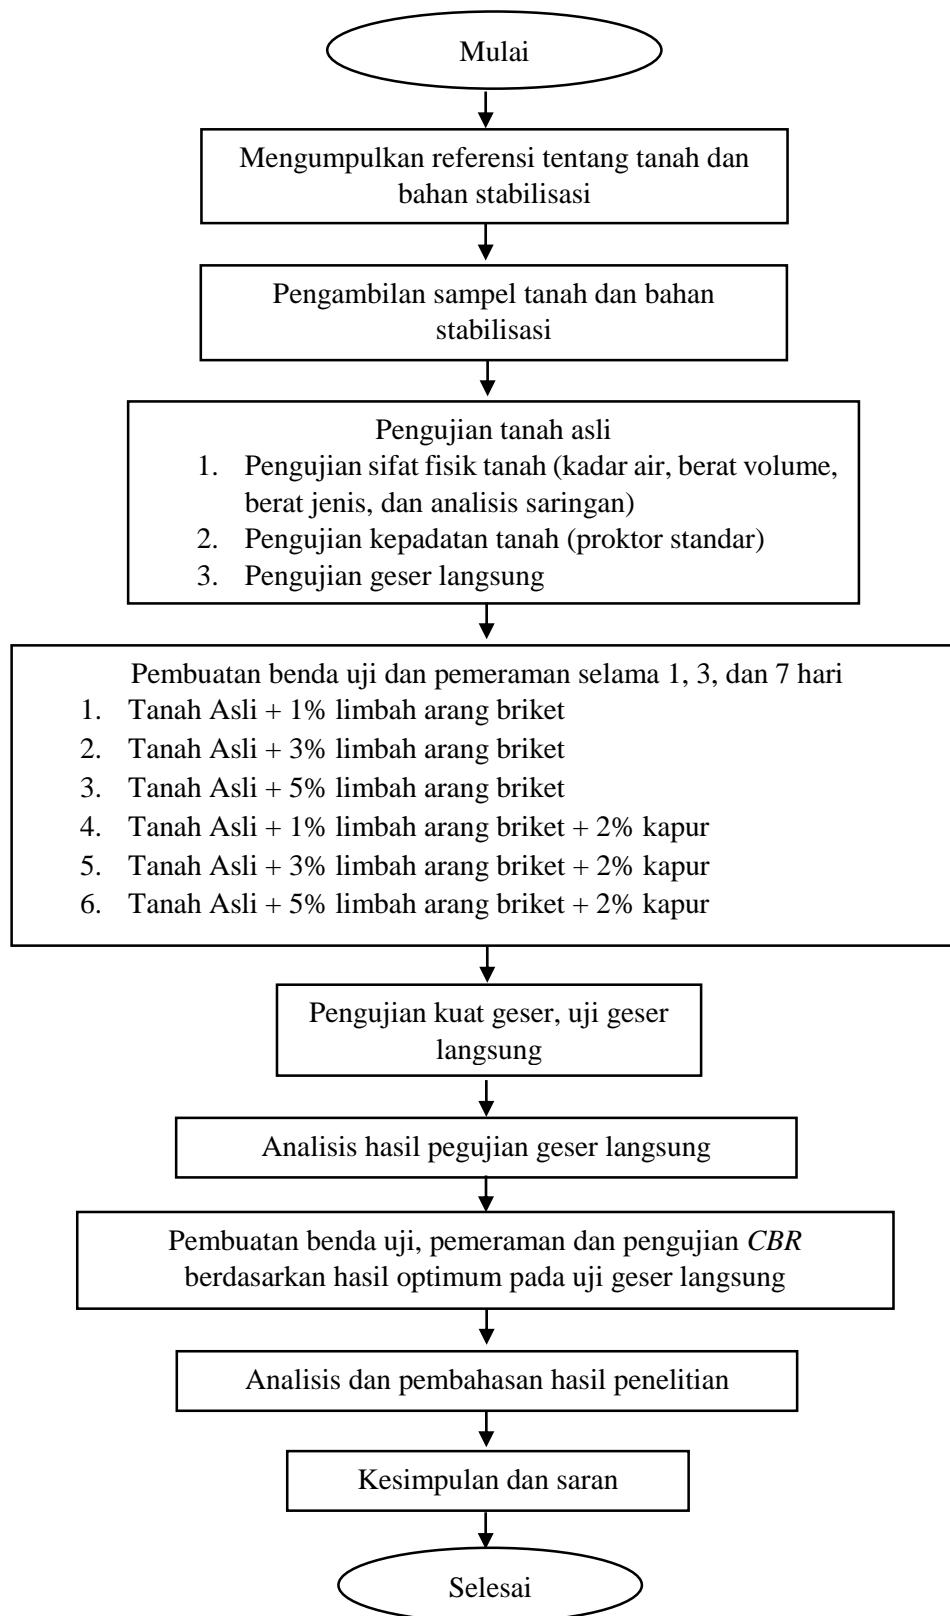 Mulai
Mengumpulkan referensi tentang tanah dan
bahan stabilisasi
Pengambilan sampel tanah dan bahan
stabilisasi
Pengujian tanah asli
1. Pengujian sifat fisik tanah (kadar air, berat volume,
berat jenis, dan analisis saringan)
2. Pengujian kepadatan tanah (proktor standar)
3. Pengujian geser langsung
Pembuatan benda uji dan pemeraman selama 1, 3, dan 7 hari
1. Tanah Asli + 1% limbah arang briket
2. Tanah Asli + 3% limbah arang briket
3. Tanah Asli + 5% limbah arang briket
4. Tanah Asli + 1% limbah arang briket + 2% kapur
5. Tanah Asli + 3% limbah arang briket + 2% kapur
6. Tanah Asli + 5% limbah arang briket + 2% kapur
Pengujian kuat geser, uji geser
langsung
Analisis hasil pegujian geser langsung
Pembuatan benda uji, pemeraman dan pengujian CBR
berdasarkan hasil optimum pada uji geser langsung
Analisis dan pembahasan hasil penelitian
Kesimpulan dan saran
Selesai